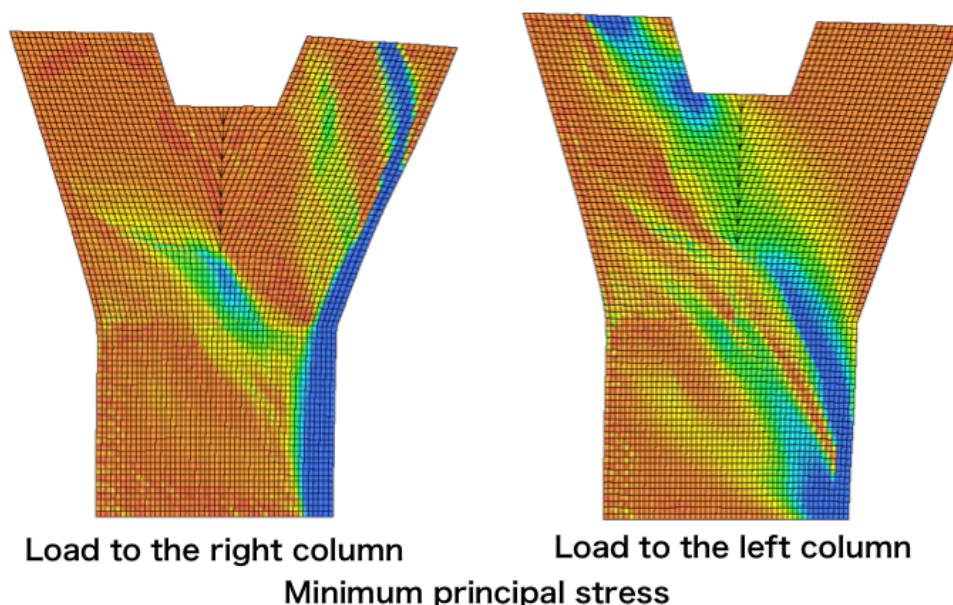 Load to the right column
Load to the left column
Minimum principal stress